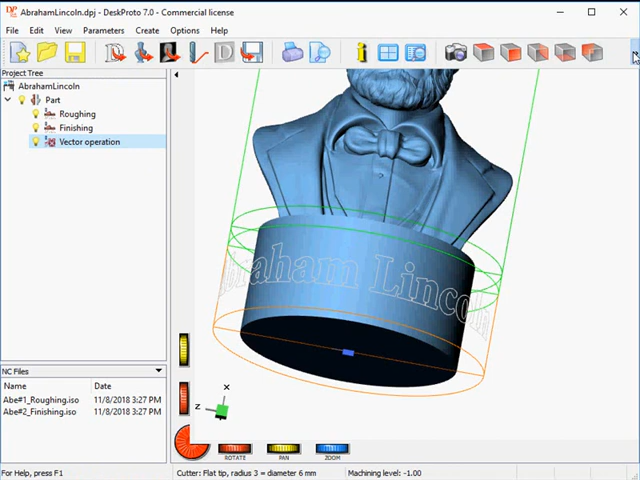 AbrahamLincoln.dpj - DeskProto 7.0 - Commercial license
File Edit View Parameters Create Options Help
Project Tree
AbrahamLincoln
Part
Roughing
Finishing
Vector operation
Abraham Lincoln
NC Files
Name Date
Abe#1_Roughing.iso 11/8/2018 3:27 PM
Abe#2_Finishing.iso 11/8/2018 3:27 PM
X
Z
ROTATE PAN ZOOM
For Help, press F1 Cutter: Flat tip, radius 3 = diameter 6 mm Machining level: -1.00